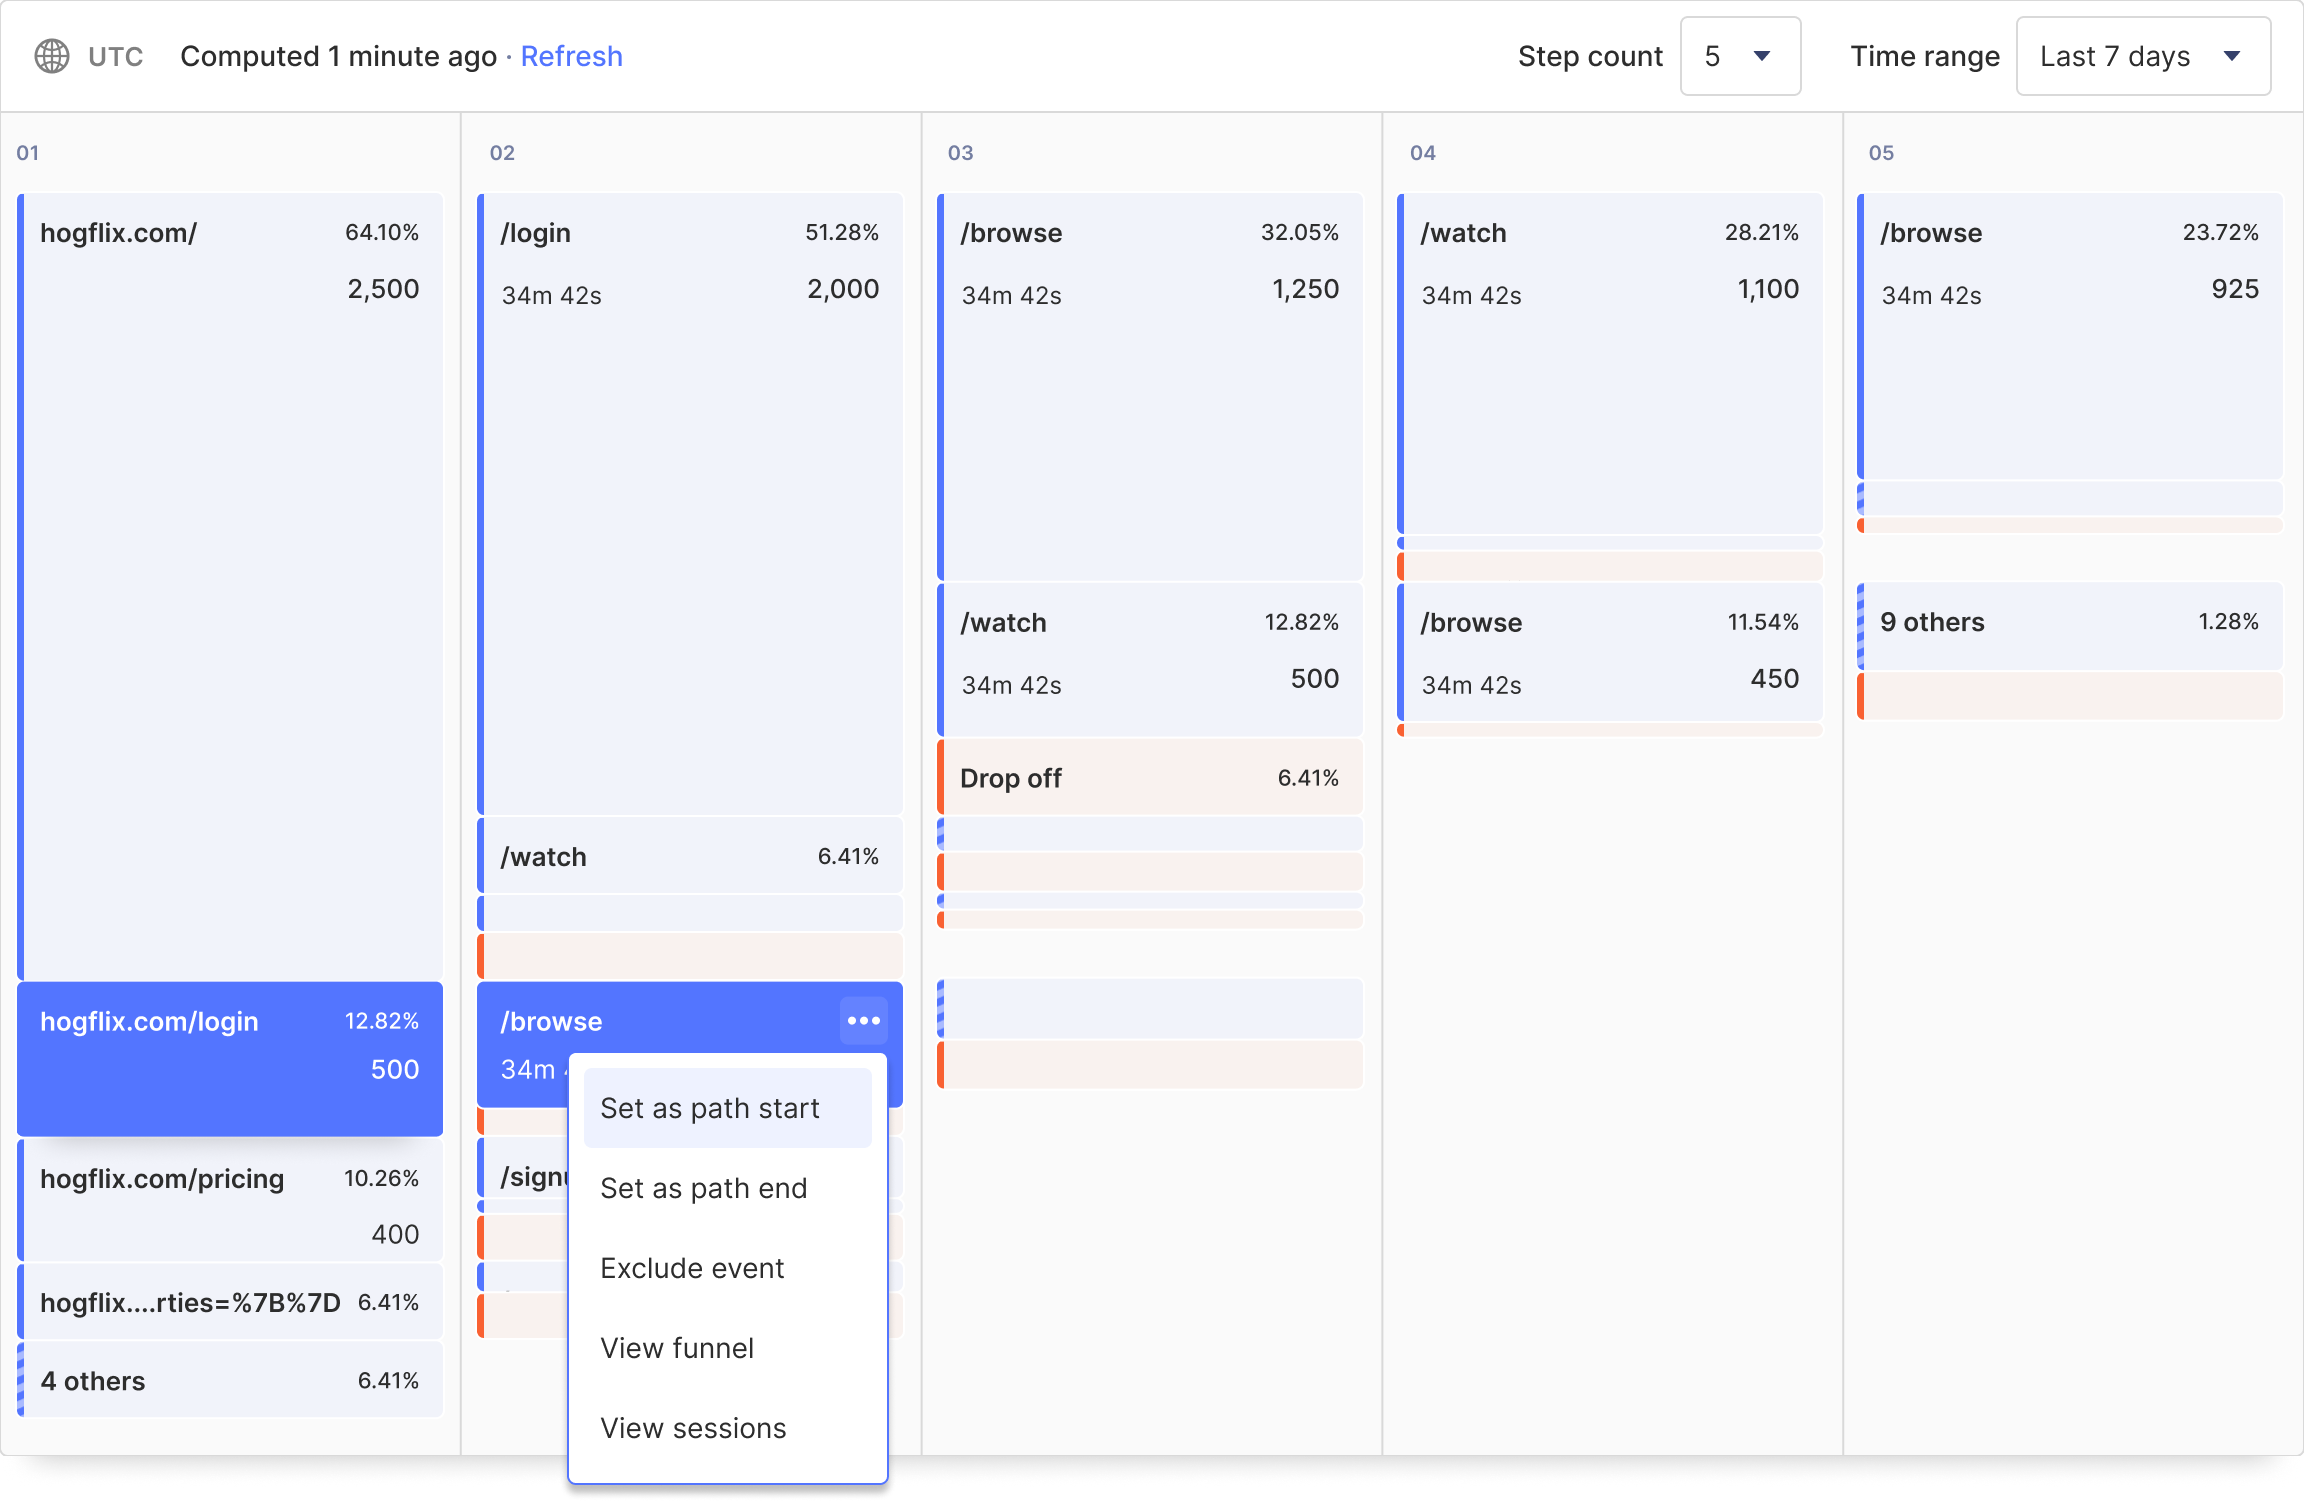 UTC Computed 1 minute ago · Refresh Step count 5 Time range Last 7 days
01
hogflix.com/ 64.10%
2,500
hogflix.com/login 12.82%
500
hogflix.com/pricing 10.26%
400
hogflix....rties=%7B%7D 6.41%
4 others 6.41%
02
/login 51.28%
34m 42s 2,000
/watch 6.41%
/browse
34m
Set as path start
Set as path end
Exclude event
View funnel
View sessions
03
/browse 32.05%
34m 42s 1,250
/watch 12.82%
34m 42s 500
Drop off 6.41%
04
/watch 28.21%
34m 42s 1,100
/browse 11.54%
34m 42s 450
05
/browse 23.72%
34m 42s 925
9 others 1.28%